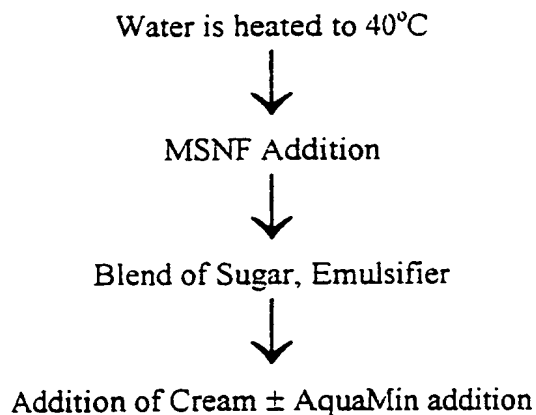 Water is heated to 40°C
MSNF Addition
Blend of Sugar, Emulsifier
Addition of Cream ± AquaMin addition